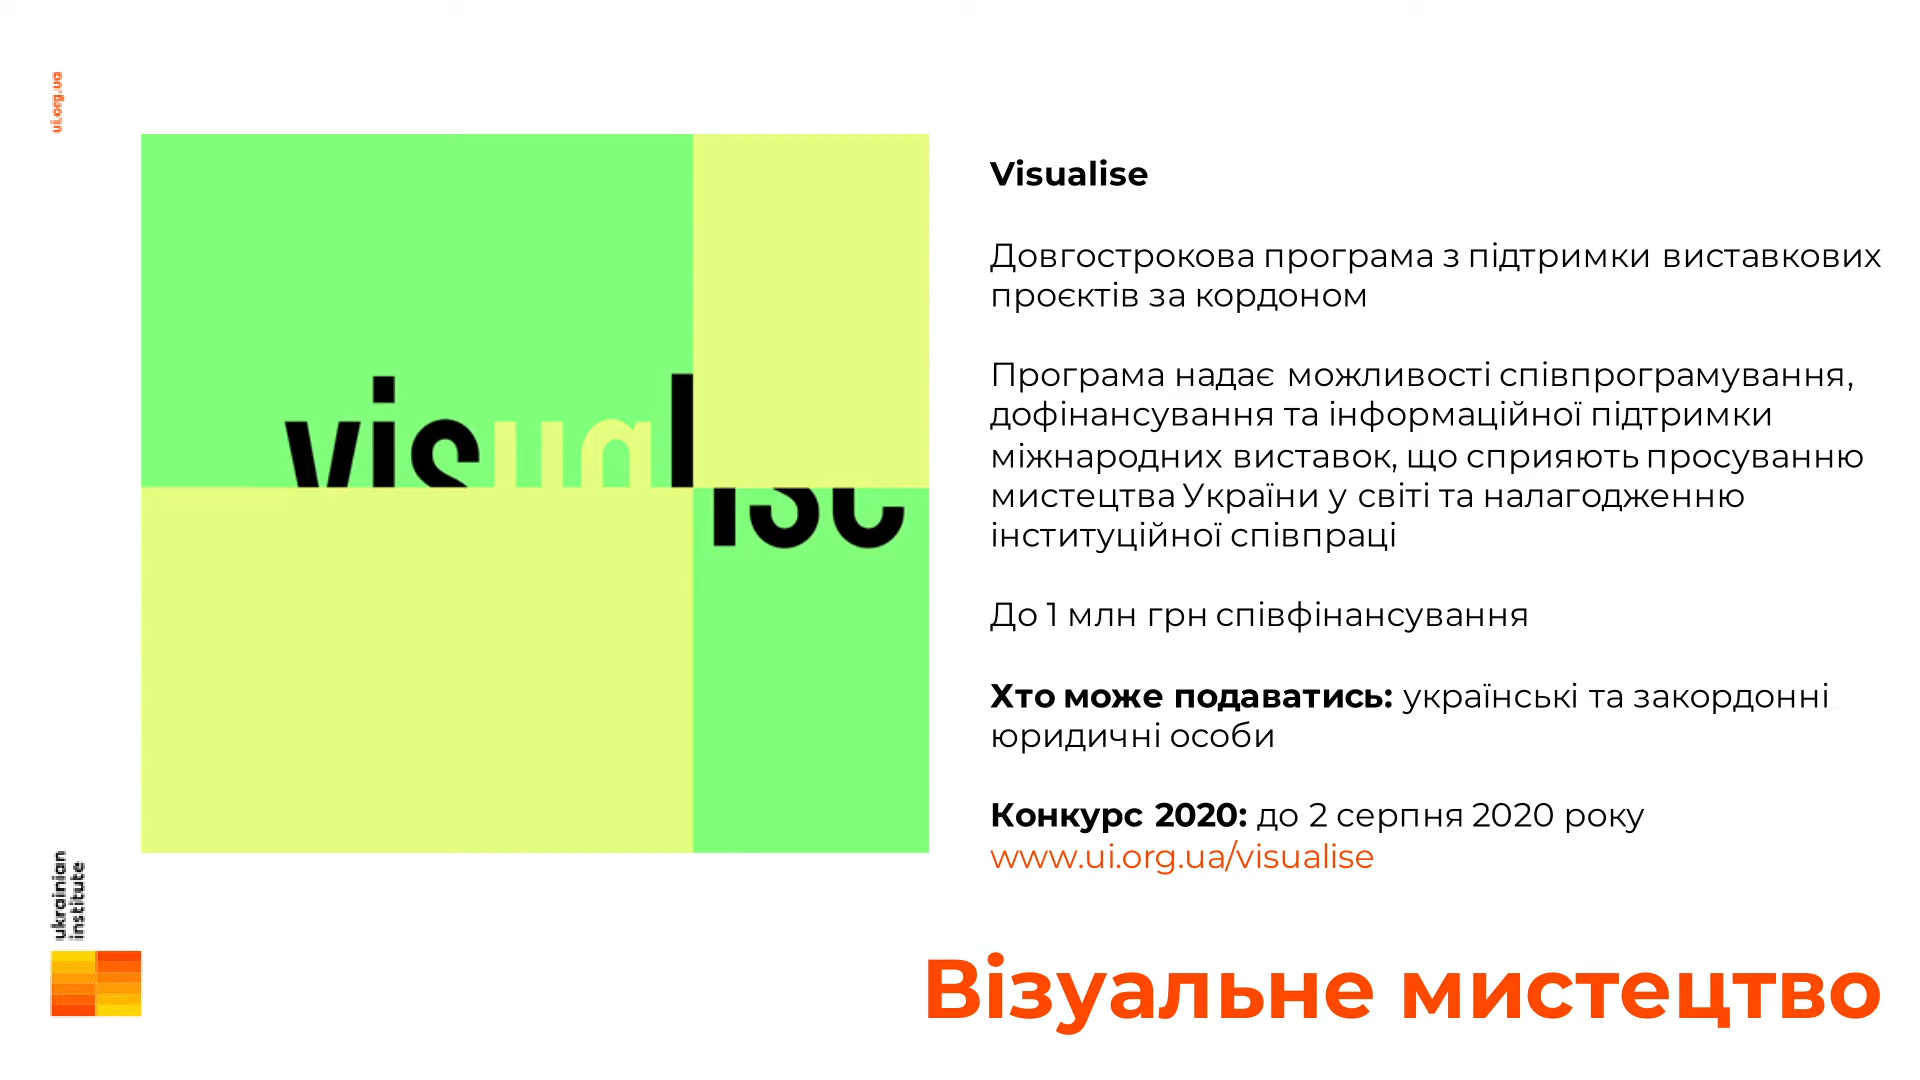 ui.org.ua
visualise
Visualise
Довгострокова програма з підтримки виставкових
проєктів за кордоном
Програма надає можливості співпрограмування,
дофінансування та інформаційної підтримки
міжнародних виставок, що сприяють просуванню
мистецтва України у світі та налагодженню
інституційної співпраці
До 1 млн грн співфінансування
Хто може подаватись: українські та закордонні
юридичні особи
Конкурс 2020: до 2 серпня 2020 року
www.ui.org.ua/visualise
ukrainian
institute
Візуальне мистецтво